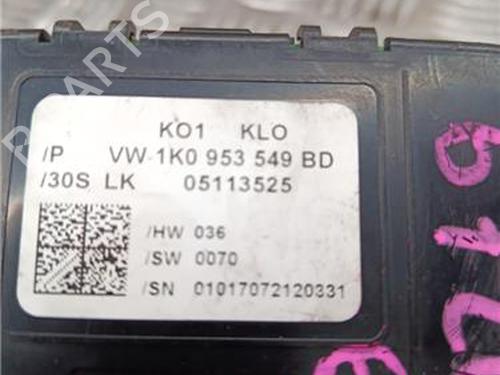 KO1 KLO
/P VW-1K0 953 549 BD
/30S LK 05113525
/HW 036
/SW 0070
/SN 01017072120331